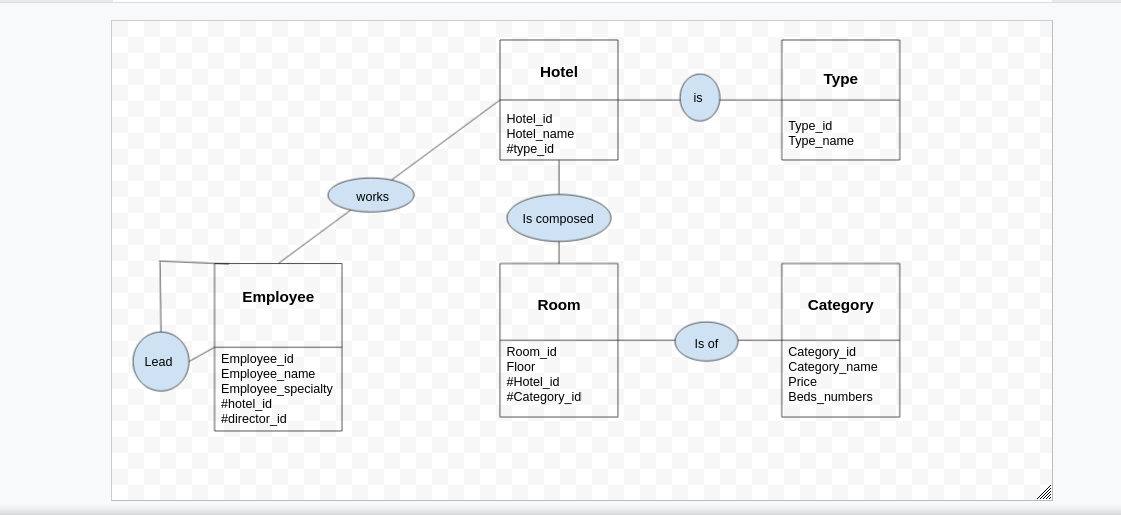 Hotel
Hotel_id
Hotel_name
#type_id
is
Type
Type_id
Type_name
works
Is composed
Employee
Employee_id
Employee_name
Employee_specialty
#hotel_id
#director_id
Lead
Room
Room_id
Floor
#Hotel_id
#Category_id
Is of
Category
Category_id
Category_name
Price
Beds_numbers